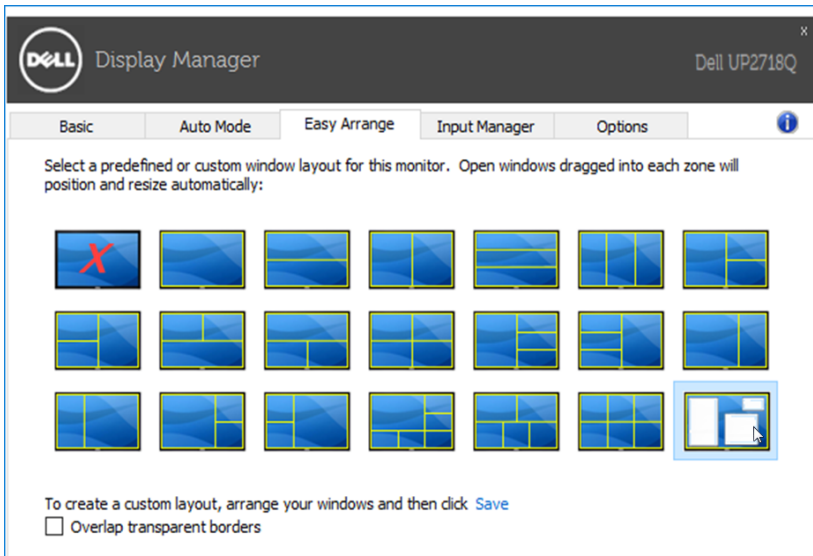 DELL
Display Manager
x
Dell UP2718Q
Basic
Auto Mode
Easy Arrange
Input Manager
Options
i
Select a predefined or custom window layout for this monitor. Open windows dragged into each zone will
position and resize automatically:
X
To create a custom layout, arrange your windows and then click Save
Overlap transparent borders